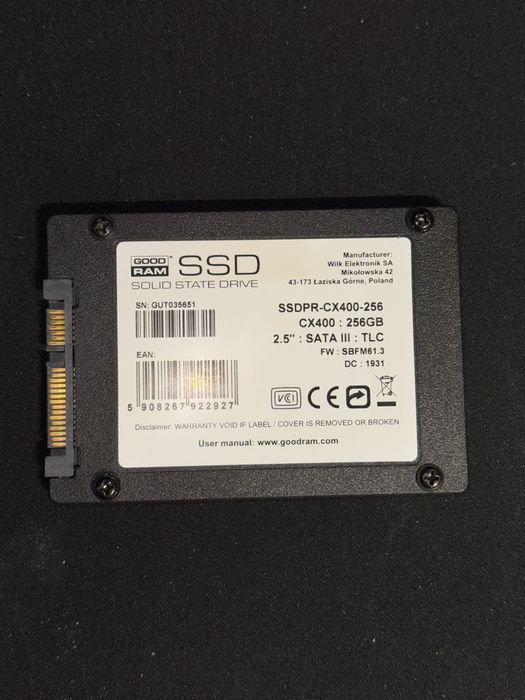 GOOD
RAM
SSD
SOLID STATE DRIVE
Manufacturer:
Wilk Elektronik SA
Mikołowska 42
43-173 Łaziska Górne, Poland
SN: GUT035651
SSDPR-CX400-256
CX400 : 256GB
2.5" : SATA III : TLC
FW : SBFM61.3
DC : 1931
EAN:
5 908267 922927
VCI
CE
Disclaimer: WARRANTY VOID IF LABEL / COVER IS REMOVED OR BROKEN
User manual: www.goodram.com